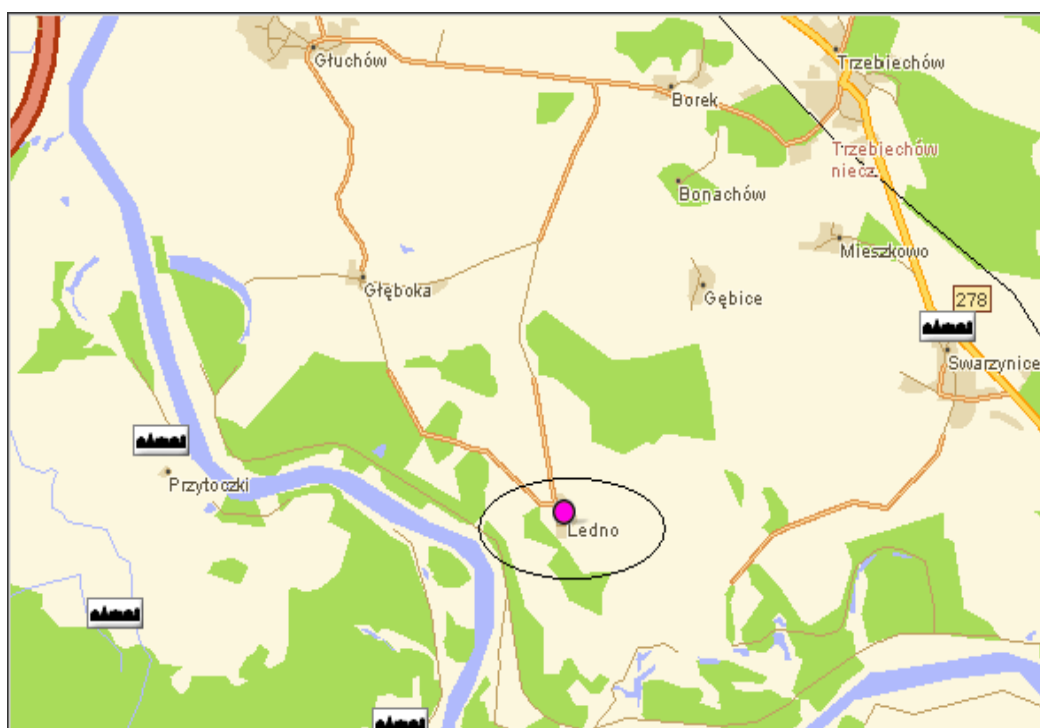 Głuchów
Trzebiechów
Borek
Trzebiechów
niecz.
Bonachów
Mieszkowo
Głęboka
Gębice
278
Swarzynice
Przytoczki
Ledno